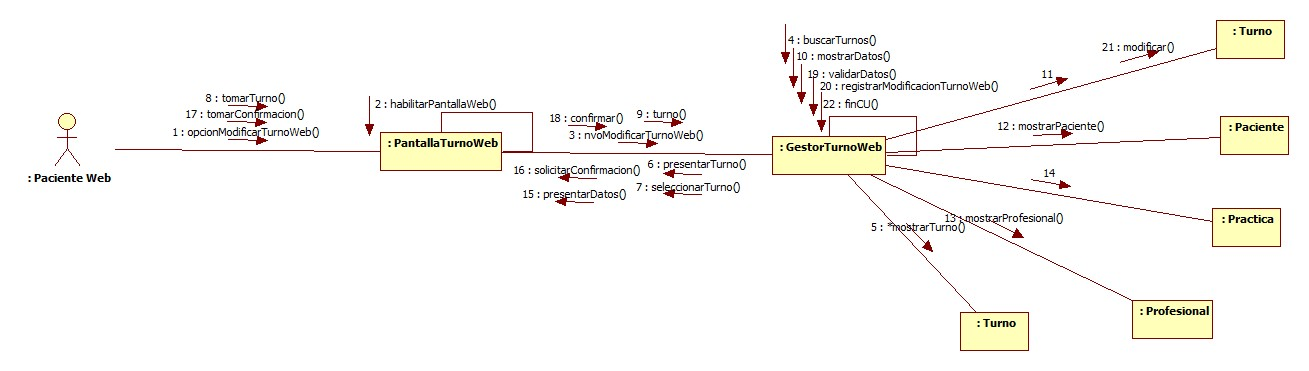 4 : buscarTurnos()
10 : mostrarDatos()
19 : validarDatos()
20 : registrarModificacionTurnoWeb()
22 : finCU()
: Turno
21 : modificar()
11
8 : tomarTurno()
17 : tomarConfirmacion()
1 : opcionModificarTurnoWeb()
2 : habilitarPantallaWeb()
18 : confirmar()
9 : turno()
3 : nvoModificarTurnoWeb()
12 : mostrarPaciente()
: Paciente
: PantallaTurnoWeb
: GestorTurnoWeb
: Paciente Web
16 : solicitarConfirmacion()
6 : presentarTurno()
15 : presentarDatos()
7 : seleccionarTurno()
14
: Practica
13 : mostrarProfesional()
5 : *mostrarTurno()
: Profesional
: Turno